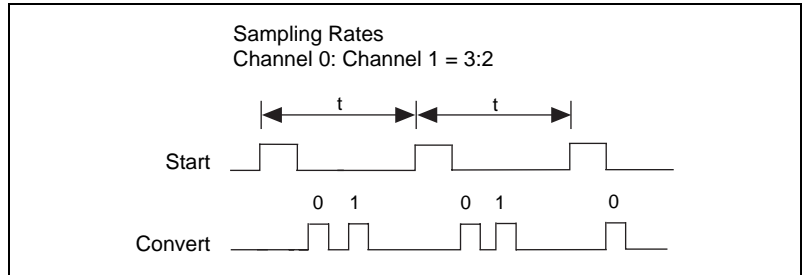 Sampling Rates
Channel 0: Channel 1 = 3:2
t t
Start
0 1 0 1 0
Convert